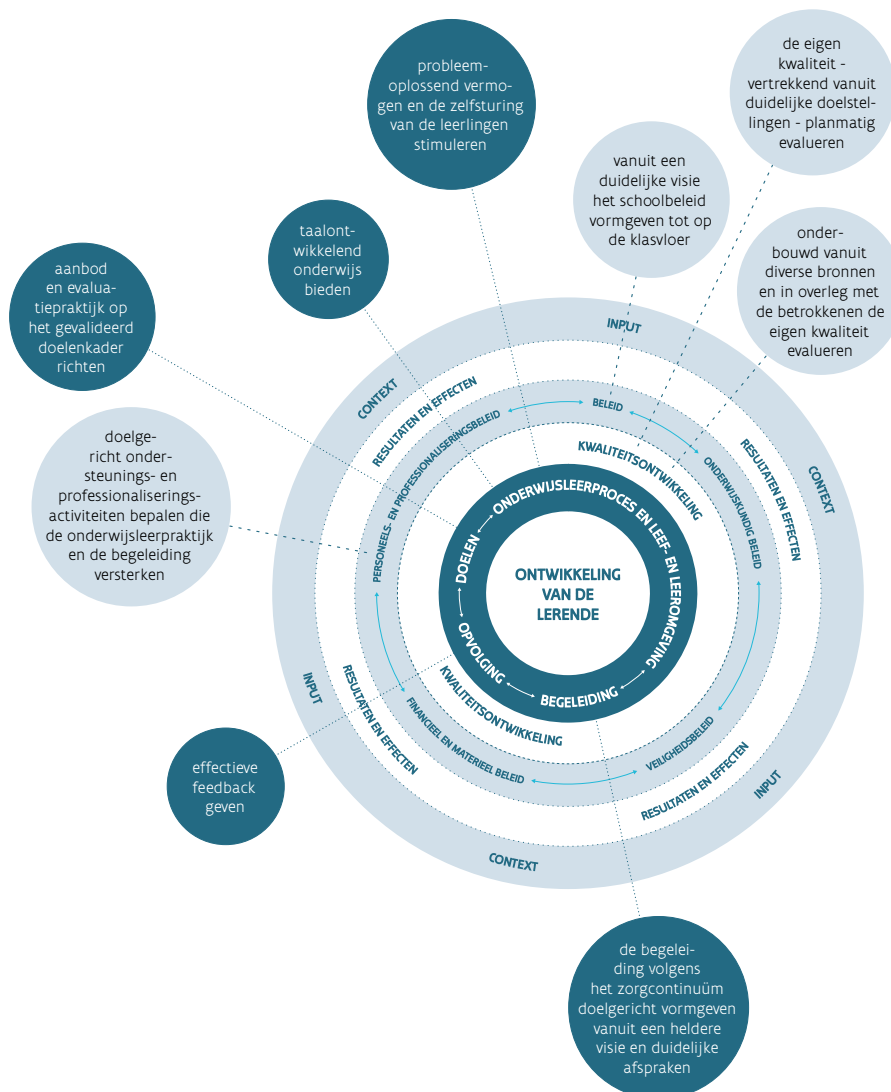 de eigen
kwaliteit -
vertrekkend vanuit
duidelijke doelstel-
lingen - planmatig
evalueren
probleem-
oplossend vermo-
gen en de zelfsturing
van de leerlingen
stimuleren
vanuit een
duidelijke visie
het schoolbeleid
vormgeven tot op
de klasvloer
taalont-
wikkelend
onderwijs
bieden
onder-
bouwd vanuit
diverse bronnen
en in overleg met
de betrokkenen de
eigen kwaliteit
evalueren
aanbod
en evalua-
tiepraktijk op
het gevalideerd
doelenkader
richten
doelge-
richt onder-
steunings- en
professionaliserings-
activiteiten bepalen die
de onderwijsleerpraktijk
en de begeleiding
versterken
INPUT
CONTEXT
CONTEXT
INPUT
INPUT
CONTEXT
RESULTATEN EN EFFECTEN
RESULTATEN EN EFFECTEN
RESULTATEN EN EFFECTEN
RESULTATEN EN EFFECTEN
BELEID
PERSONEELS- EN PROFESSIONALISERINGSBELEID
ONDERWIJSKUNDIG BELEID
FINANCIEEL EN MATERIEEL BELEID
VEILIGHEIDSBELEID
KWALITEITSONTWIKKELING
KWALITEITSONTWIKKELING
ONDERWIJSLEERPROCES EN LEEF- EN LEEROMGEVING
DOELEN
OPVOLGING
BEGELEIDING
ONTWIKKELING
VAN DE
LERENDE
effectieve
feedback
geven
de begelei-
ding volgens
het zorgcontinuüm
doelgericht vormgeven
vanuit een heldere
visie en duidelijke
afspraken